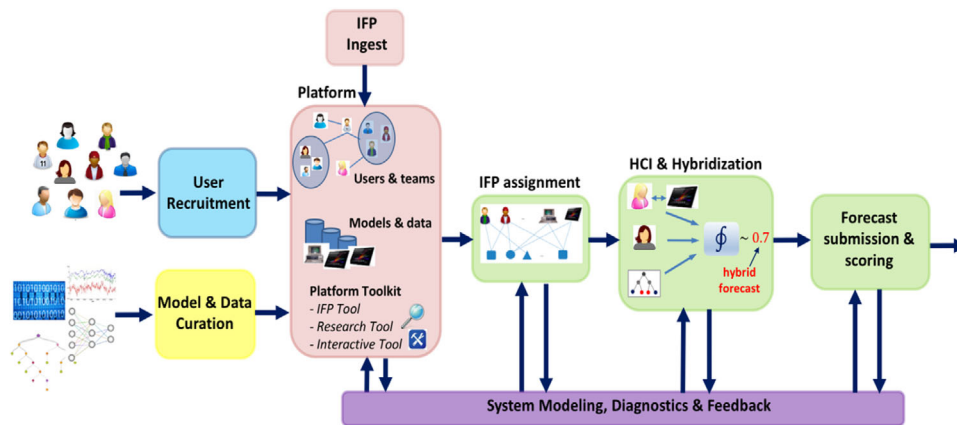 IFP
Ingest
Platform
Users & teams
Models & data
Platform Toolkit
- IFP Tool
- Research Tool
- Interactive Tool
User
Recruitment
Model & Data
Curation
IFP assignment
HCI & Hybridization
~ 0.7
hybrid
forecast
Forecast
submission &
scoring
System Modeling, Diagnostics & Feedback